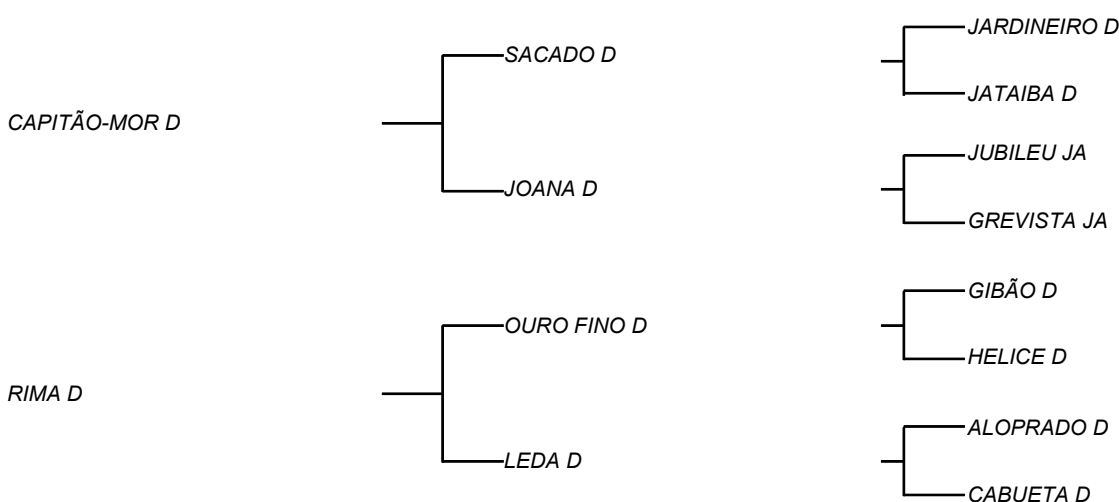 JARDINEIRO D
SACADO D
JATAIBA D
CAPITÃO-MOR D
JUBILEU JA
JOANA D
GREVISTA JA
GIBÃO D
OURO FINO D
HELICE D
RIMA D
ALOPRADO D
LEDA D
CABUETA D